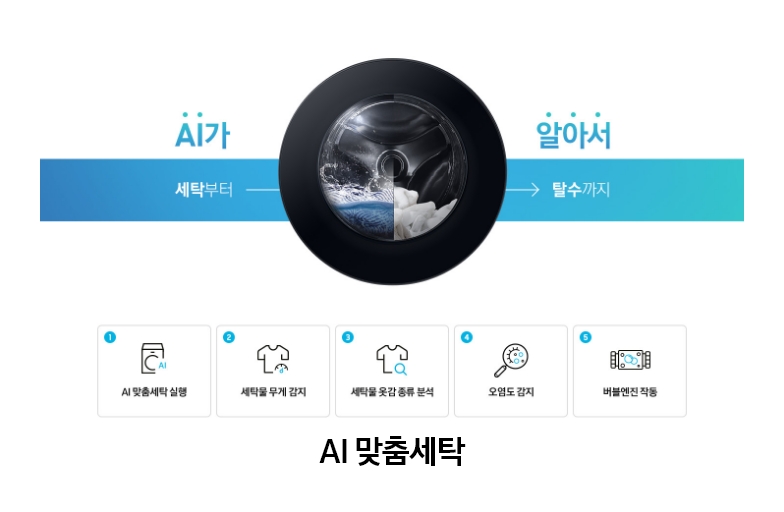 AI가
알아서
세탁부터
탈수까지
1
AI 맞춤세탁 실행
2
세탁물 무게 감지
3
세탁물 옷감 종류 분석
4
오염도 감지
5
버블엔진 작동
AI
AI 맞춤세탁